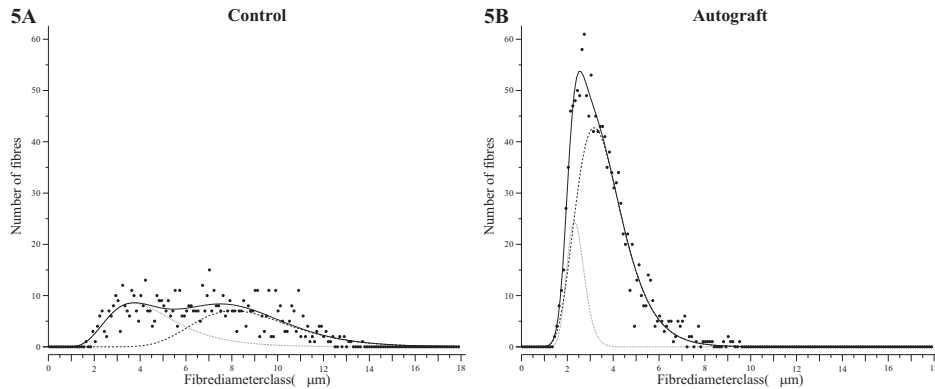 5A
Control
Number of fibres
60
50
40
30
20
10
0
0 2 4 6 8 10 12 14 16 18
Fibrediameterclass( μm)
5B
Autograft
Number of fibres
60
50
40
30
20
10
0
0 2 4 6 8 10 12 14 16 18
Fibrediameterclass( μm)